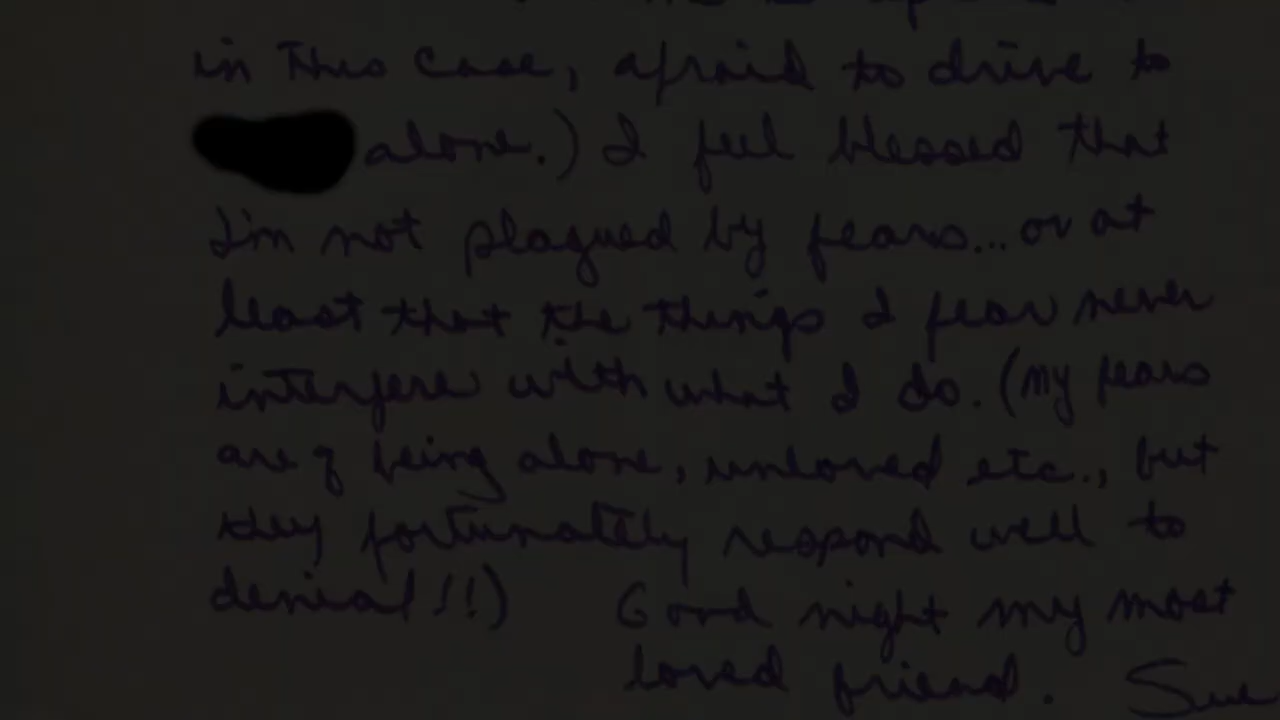 in this case, afraid to drive to
alone.) I feel blessed that
I'm not plagued by fears... or at
least that the things I fear never
interfere with what I do. (my fears
are of being alone, unloved etc., but
they fortunately respond well to
denial!!) Good night my most
loved friend. Sue